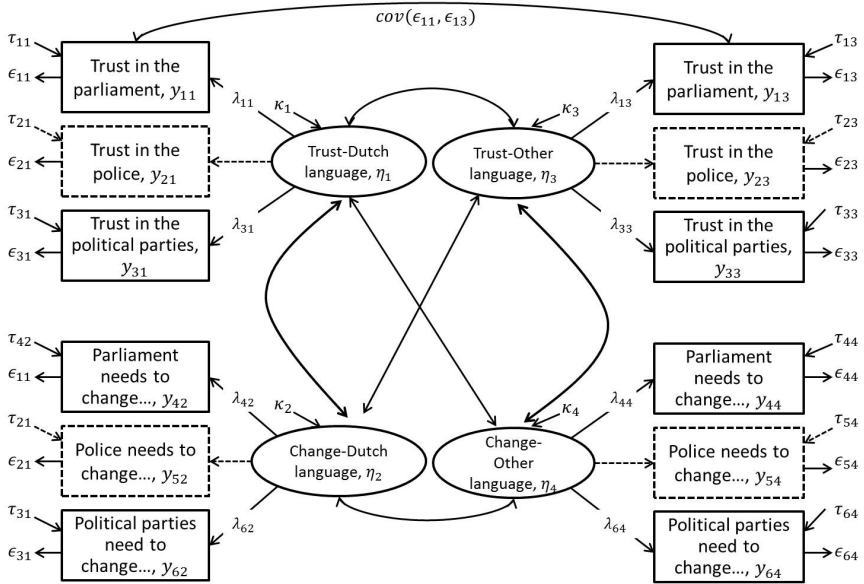 cov(ϵ₁₁, ϵ₁₃)
τ₁₁
ϵ₁₁
Trust in the
parliament, y₁₁
λ₁₁
κ₁
κ₃
λ₁₃
Trust in the
parliament, y₁₃
τ₁₃
ϵ₁₃
τ₂₁
ϵ₂₁
Trust in the
police, y₂₁
Trust-Dutch
language, η₁
Trust-Other
language, η₃
Trust in the
police, y₂₃
τ₂₃
ϵ₂₃
τ₃₁
ϵ₃₁
Trust in the
political parties,
y₃₁
λ₃₁
λ₃₃
Trust in the
political parties,
y₃₃
τ₃₃
ϵ₃₃
τ₄₂
ϵ₁₁
Parliament
needs to
change…, y₄₂
λ₄₂
κ₂
κ₄
λ₄₄
Parliament
needs to
change…, y₄₄
τ₄₄
ϵ₄₄
τ₂₁
ϵ₂₁
Police needs to
change…, y₅₂
Change-Dutch
language, η₂
Change-
Other
language, η₄
Police needs to
change…, y₅₄
τ₅₄
ϵ₅₄
τ₃₁
ϵ₃₁
Political parties
need to
change…, y₆₂
λ₆₂
λ₆₄
Political parties
need to
change…, y₆₄
τ₆₄
ϵ₆₄